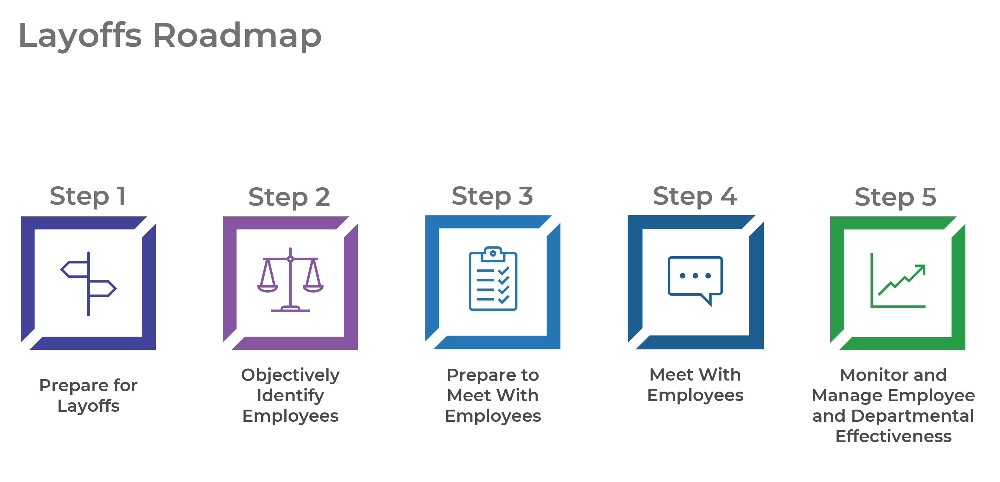 Layoffs Roadmap
Step 1
Prepare for
Layoffs
Step 2
Objectively
Identify
Employees
Step 3
Prepare to
Meet With
Employees
Step 4
Meet With
Employees
Step 5
Monitor and
Manage Employee
and Departmental
Effectiveness